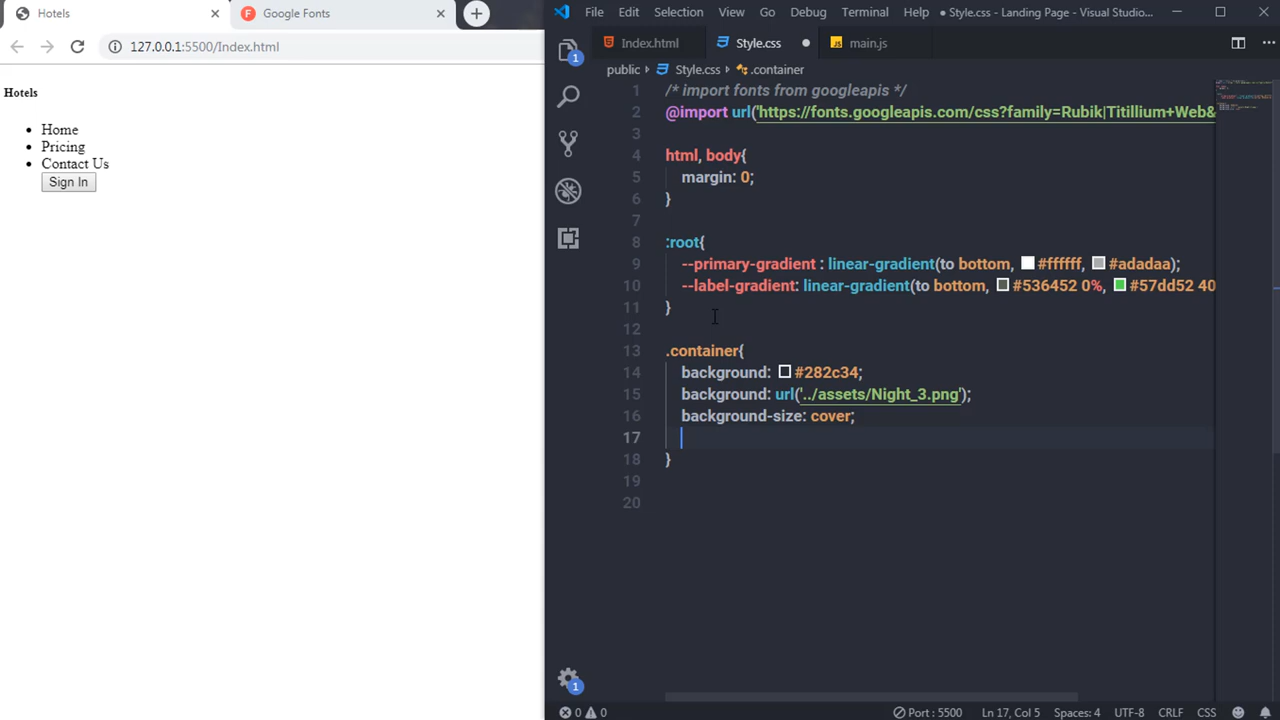 Hotels
Google Fonts
127.0.0.1:5500/Index.html
Hotels
Home
Pricing
Contact Us
Sign In
File Edit Selection View Go Debug Terminal Help
● Style.css - Landing Page - Visual Studio...
Index.html
Style.css
JS main.js
public
Style.css
.container
1
1 /* import fonts from googleapis */
2 @import url('https://fonts.googleapis.com/css?family=Rubik|Titillium+Web&
3
4 html, body{
5 margin: 0;
6 }
7
8 :root{
9 --primary-gradient : linear-gradient(to bottom, #ffffff, #adadaa);
10 --label-gradient: linear-gradient(to bottom, #536452 0%, #57dd52 40
11 }
12
13 .container{
14 background: #282c34;
15 background: url('../assets/Night_3.png');
16 background-size: cover;
17
18 }
19
20
1
0 0 Port : 5500 Ln 17, Col 5 Spaces: 4 UTF-8 CRLF CSS